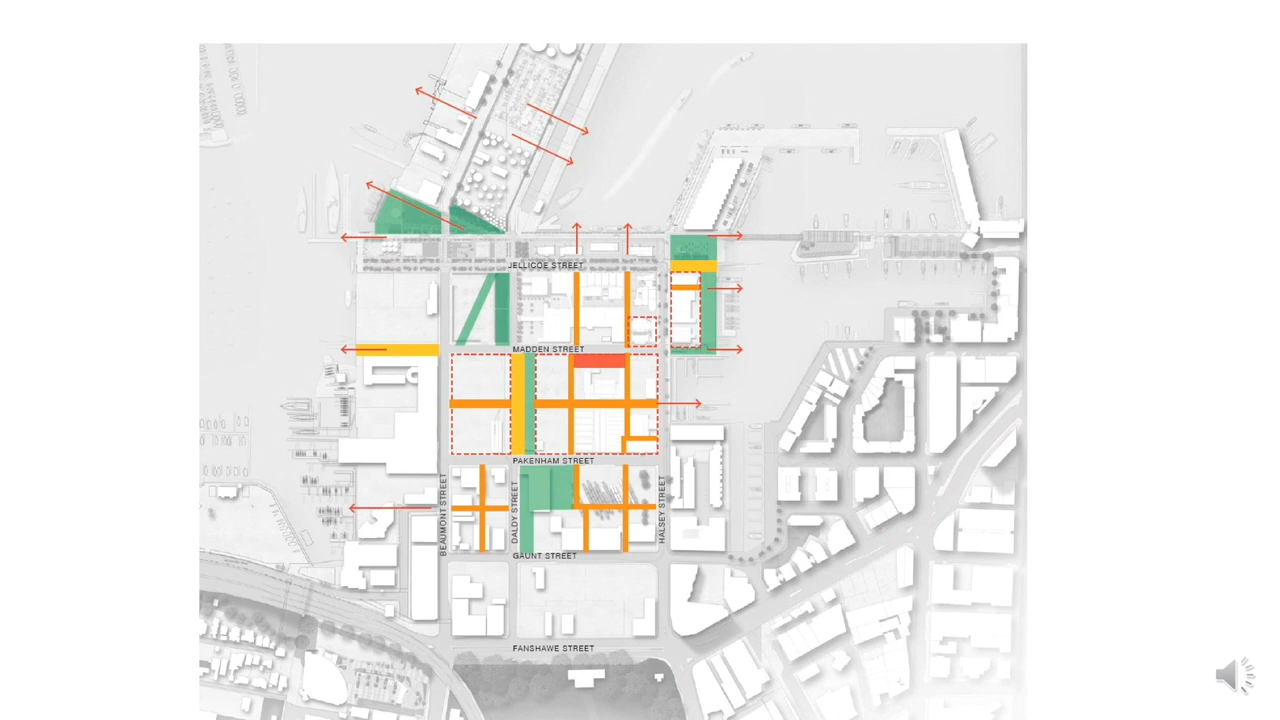 JELLICOE STREET
MADDEN STREET
PAKENHAM STREET
BEAUMONT STREET
DALDY STREET
HALSEY STREET
GAUNT STREET
FANSHAWE STREET